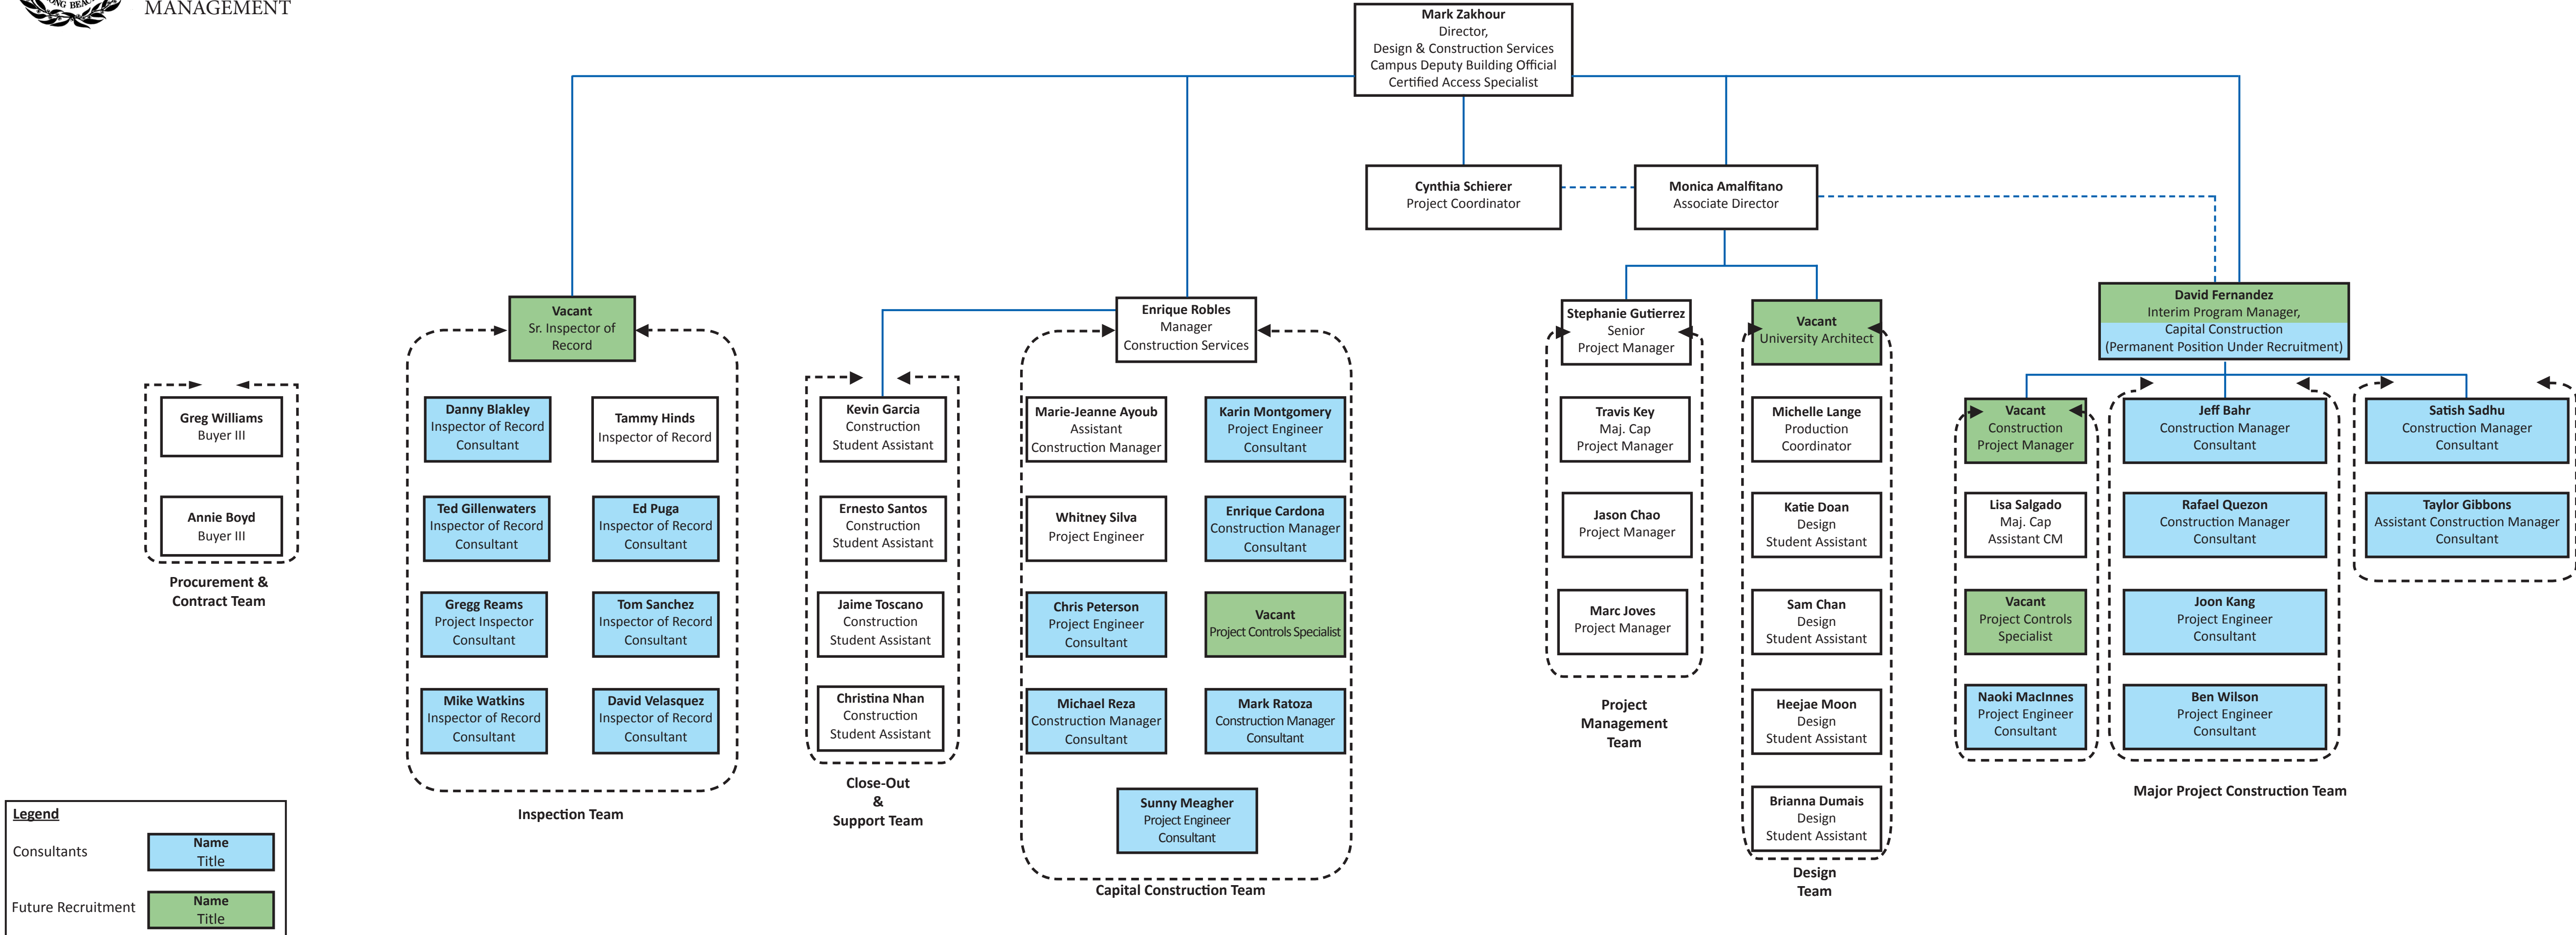 MANAGEMENT
Mark Zakhour
Director,
Design & Construction Services
Campus Deputy Building Official
Certified Access Specialist
Cynthia Schierer
Project Coordinator
Monica Amalfitano
Associate Director
Vacant
Sr. Inspector of
Record
Enrique Robles
Manager
Construction Services
Stephanie Gutierrez
Senior
Project Manager
Vacant
University Architect
David Fernandez
Interim Program Manager,
Capital Construction
(Permanent Position Under Recruitment)
Greg Williams
Buyer III
Annie Boyd
Buyer III
Procurement &
Contract Team
Danny Blakley
Inspector of Record
Consultant
Tammy Hinds
Inspector of Record
Ted Gillenwaters
Inspector of Record
Consultant
Ed Puga
Inspector of Record
Consultant
Gregg Reams
Project Inspector
Consultant
Tom Sanchez
Inspector of Record
Consultant
Mike Watkins
Inspector of Record
Consultant
David Velasquez
Inspector of Record
Consultant
Inspection Team
Kevin Garcia
Construction
Student Assistant
Ernesto Santos
Construction
Student Assistant
Jaime Toscano
Construction
Student Assistant
Christina Nhan
Construction
Student Assistant
Close-Out
&
Support Team
Marie-Jeanne Ayoub
Assistant
Construction Manager
Karin Montgomery
Project Engineer
Consultant
Whitney Silva
Project Engineer
Enrique Cardona
Construction Manager
Consultant
Chris Peterson
Project Engineer
Consultant
Vacant
Project Controls Specialist
Michael Reza
Construction Manager
Consultant
Mark Ratoza
Construction Manager
Consultant
Sunny Meagher
Project Engineer
Consultant
Capital Construction Team
Travis Key
Maj. Cap
Project Manager
Jason Chao
Project Manager
Marc Joves
Project Manager
Project
Management
Team
Michelle Lange
Production
Coordinator
Katie Doan
Design
Student Assistant
Sam Chan
Design
Student Assistant
Heejae Moon
Design
Student Assistant
Brianna Dumais
Design
Student Assistant
Design
Team
Vacant
Construction
Project Manager
Lisa Salgado
Maj. Cap
Assistant CM
Vacant
Project Controls
Specialist
Naoki MacInnes
Project Engineer
Consultant
Jeff Bahr
Construction Manager
Consultant
Rafael Quezon
Construction Manager
Consultant
Joon Kang
Project Engineer
Consultant
Ben Wilson
Project Engineer
Consultant
Satish Sadhu
Construction Manager
Consultant
Taylor Gibbons
Assistant Construction Manager
Consultant
Major Project Construction Team
Legend
Consultants
Name
Title
Future Recruitment
Name
Title